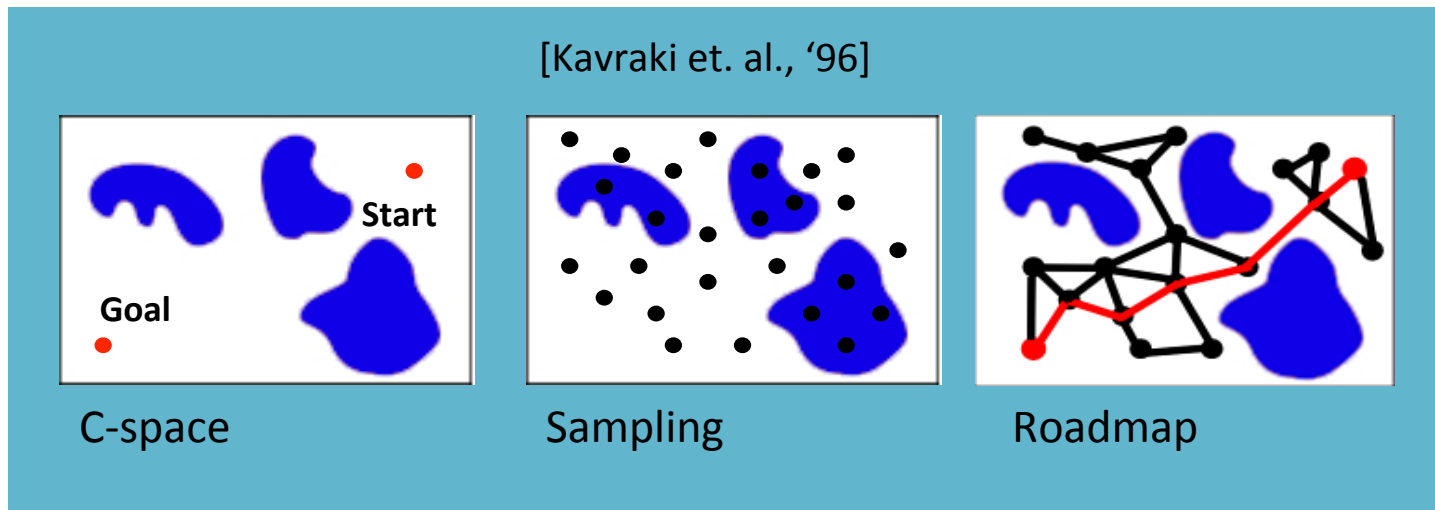 [Kavraki et. al., ‘96]
Start
Goal
C-space
Sampling
Roadmap